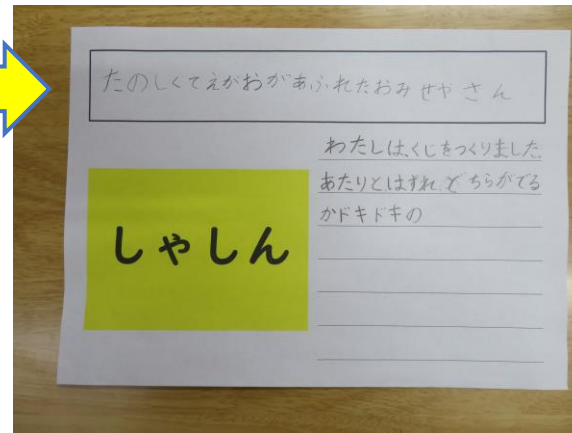 たのしくてえがおがあふれたおみせやさん
わたしは、くじをつくりました。
あたりとはずれ、どちらがでる
かドキドキの
しゃしん